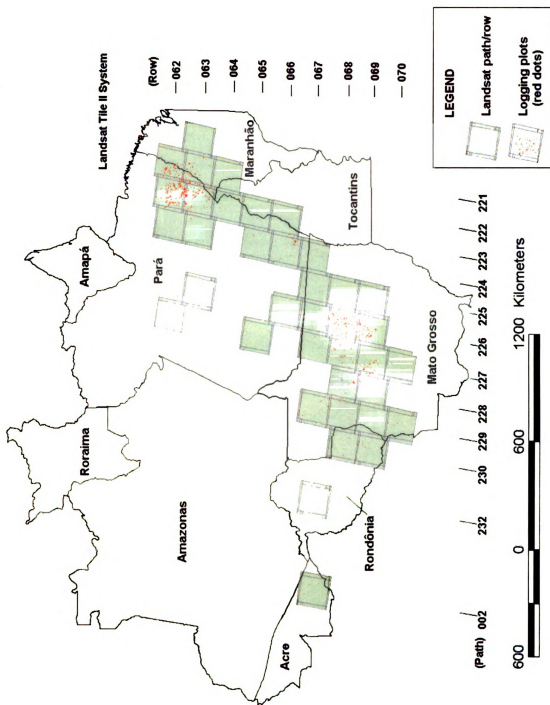 Landsat Tile II System
(Row)
062
063
064
065
066
067
068
069
070
Amapá
Roraima
Pará
Maranhão
Amazonas
Tocantins
Mato Grosso
Rondônia
Acre
(Path) 002 232 230 229 228 227 226 225 224 223 222 221
600 0 600 1200 Kilometers
LEGEND
Landsat path/row
Logging plots
(red dots)